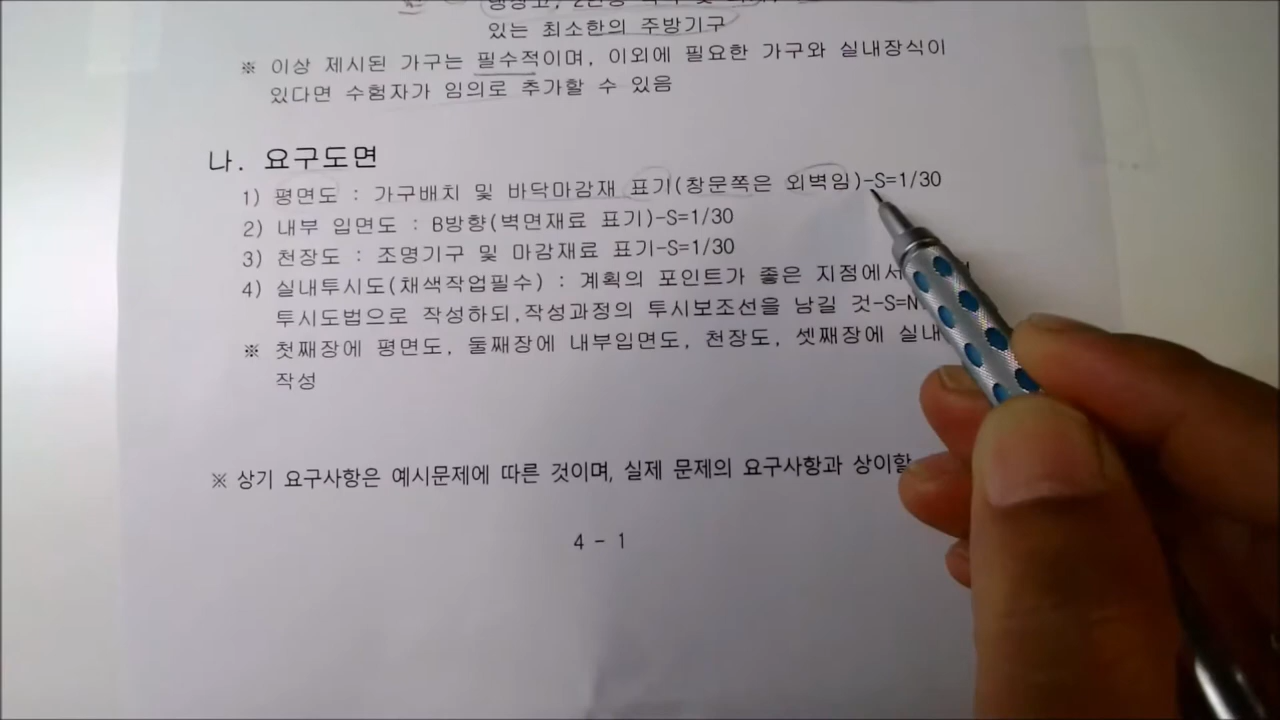 있는 최소한의 주방기구
※ 이상 제시된 가구는 필수적이며, 이외에 필요한 가구와 실내장식이
있다면 수험자가 임의로 추가할 수 있음
나. 요구도면
1) 평면도 : 가구배치 및 바닥마감재 표기(창문쪽은 외벽임)-S=1/30
2) 내부 입면도 : B방향(벽면재료 표기)-S=1/30
3) 천장도 : 조명기구 및 마감재료 표기-S=1/30
4) 실내투시도(채색작업필수) : 계획의 포인트가 좋은 지점에서
투시도법으로 작성하되,작성과정의 투시보조선을 남길 것-S=N
※ 첫째장에 평면도, 둘째장에 내부입면도, 천장도, 셋째장에 실내
작성
※ 상기 요구사항은 예시문제에 따른 것이며, 실제 문제의 요구사항과 상이할
4 - 1